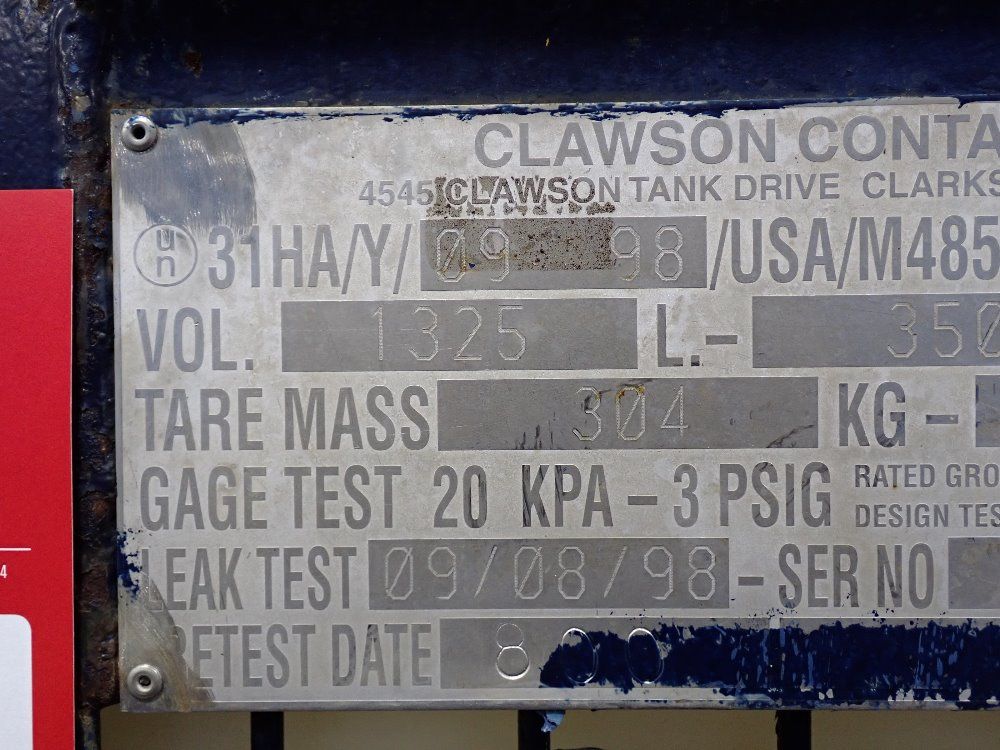 CLAWSON CONTA
4545 CLAWSON TANK DRIVE CLARKS
un 31HA/Y/ 09 98 /USA/M485
VOL. 1325 L.- 350
TARE MASS 304 KG -
GAGE TEST 20 KPA - 3 PSIG RATED GRO
DESIGN TES
LEAK TEST 09/08/98 - SER NO
RETEST DATE 8 00
4